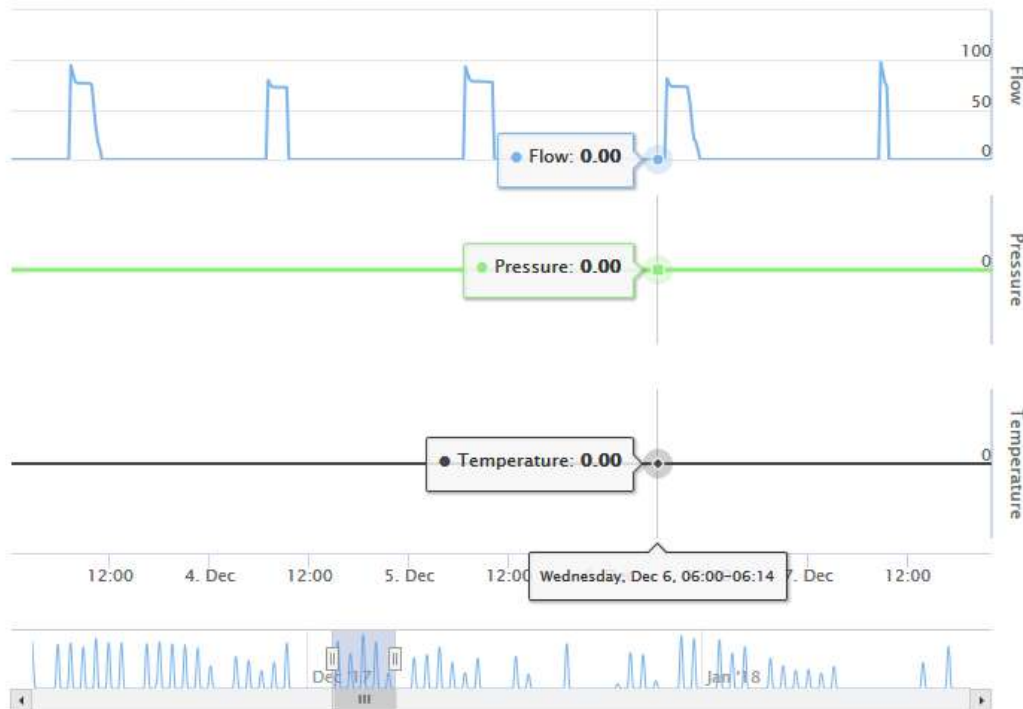 100
50
0
Flow
Flow: 0.00
0
Pressure
Pressure: 0.00
0
Temperature
Temperature: 0.00
12:00 4. Dec 12:00 5. Dec 7. Dec 12:00
Wednesday, Dec 6, 06:00-06:14
Dec '17 Jan '18